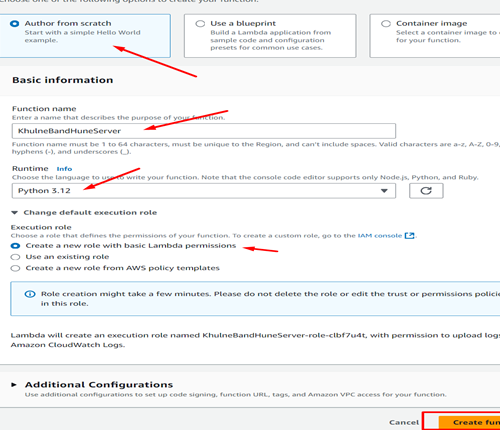 Choose one of the following options to create your function.
Author from scratch
Start with a simple Hello World
example.
Use a blueprint
Build a Lambda application from
sample code and configuration
presets for common use cases.
Container image
Select a container image to
for your function.
Basic information
Function name
Enter a name that describes the purpose of your function.
KhulneBandHuneServer
Function name must be 1 to 64 characters, must be unique to the Region, and can't include spaces. Valid characters are a-z, A-Z, 0-9,
hyphens (-), and underscores (_).
Runtime Info
Choose the language to use to write your function. Note that the console code editor supports only Node.js, Python, and Ruby.
Python 3.12
Change default execution role
Execution role
Choose a role that defines the permissions of your function. To create a custom role, go to the IAM console
Create a new role with basic Lambda permissions
Use an existing role
Create a new role from AWS policy templates
Role creation might take a few minutes. Please do not delete the role or edit the trust or permissions policie
in this role.
Lambda will create an execution role named KhulneBandHuneServer-role-clbf7u4t, with permission to upload logs
Amazon CloudWatch Logs.
Additional Configurations
Use additional configurations to set up code signing, function URL, tags, and Amazon VPC access for your function.
Cancel
Create fun